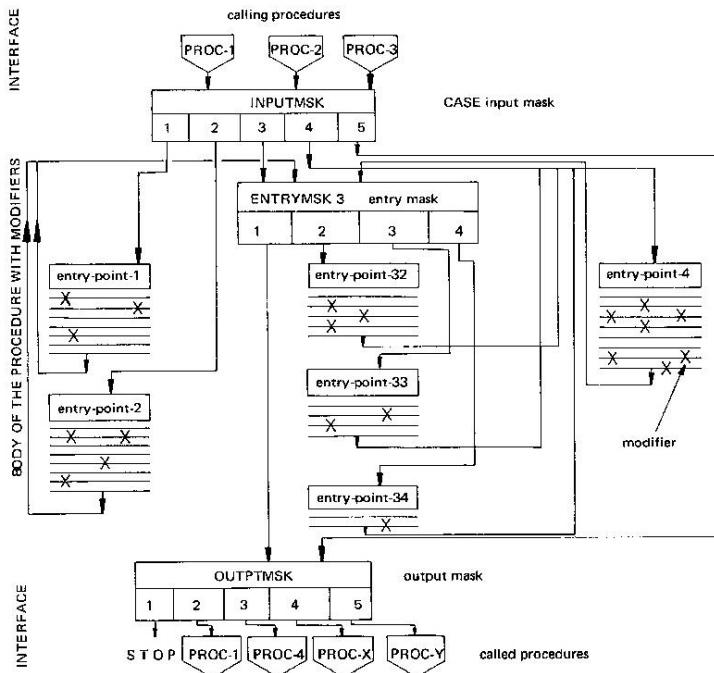 calling procedures
INTERFACE
PROC-1 PROC-2 PROC-3
INPUTMSK
CASE input mask
1 2 3 4 5
BODY OF THE PROCEDURE WITH MODIFIERS
ENTRYMSK 3 entry mask
1 2 3 4
entry-point-1
entry-point-32
entry-point-4
entry-point-33
entry-point-2
modifier
entry-point-34
INTERFACE
OUTPTMSK
output mask
1 2 3 4 5
STOP PROC-1 PROC-4 PROC-X PROC-Y called procedures